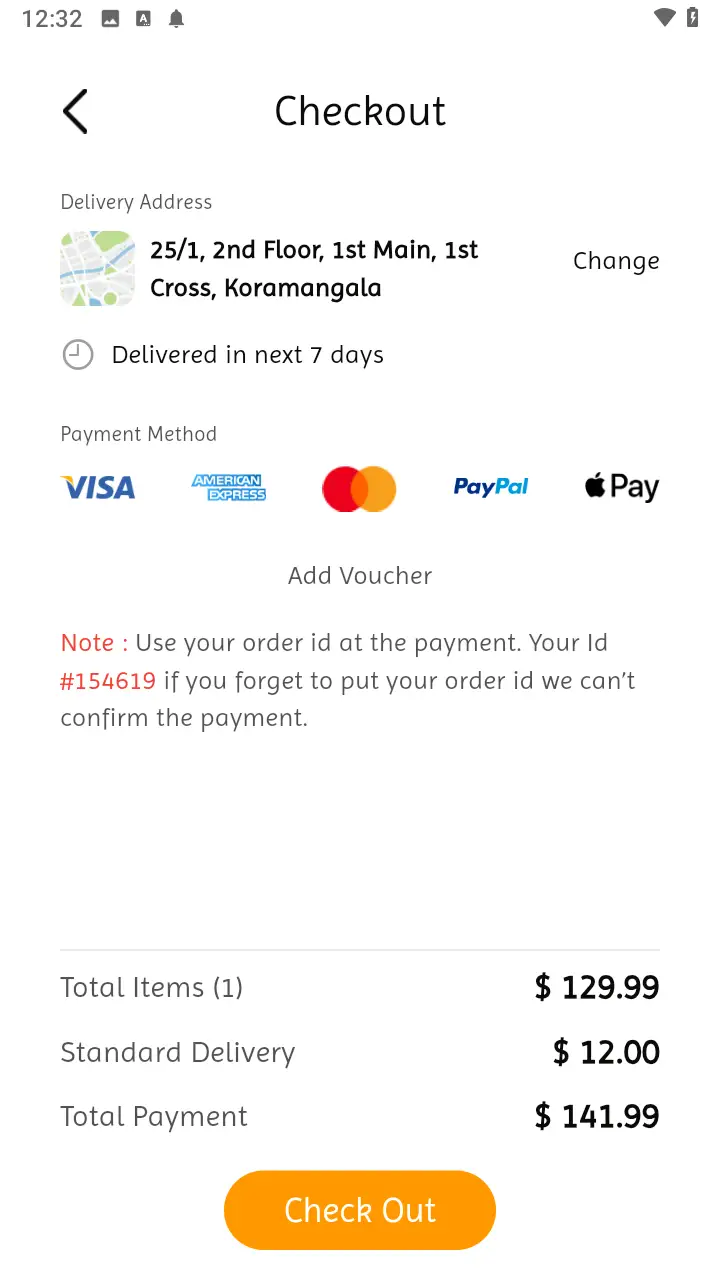 12:32
Checkout
Delivery Address
25/1, 2nd Floor, 1st Main, 1st
Cross, Koramangala
Change
Delivered in next 7 days
Payment Method
VISA
AMERICAN
EXPRESS
PayPal
Pay
Add Voucher
Note : Use your order id at the payment. Your Id
#154619 if you forget to put your order id we can’t
confirm the payment.
Total Items (1)
$ 129.99
Standard Delivery
$ 12.00
Total Payment
$ 141.99
Check Out